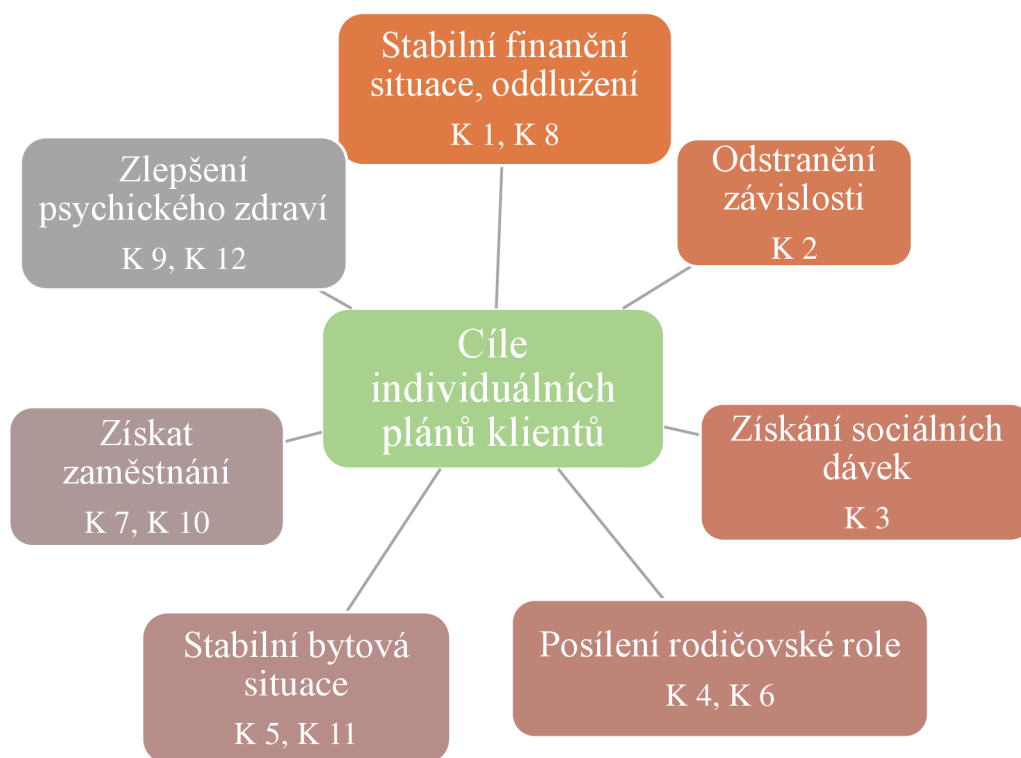 Stabilní finanční
situace, oddlužení
K 1, K 8
Odstranění
závislosti
K 2
Zlepšení
psychického zdraví
K 9, K 12
Cíle
individuálních
plánů klientů
Získání sociálních
dávek
K 3
Získat
zaměstnání
K 7, K 10
Posílení rodičovské role
K 4, K 6
Stabilní bytová
situace
K 5, K 11